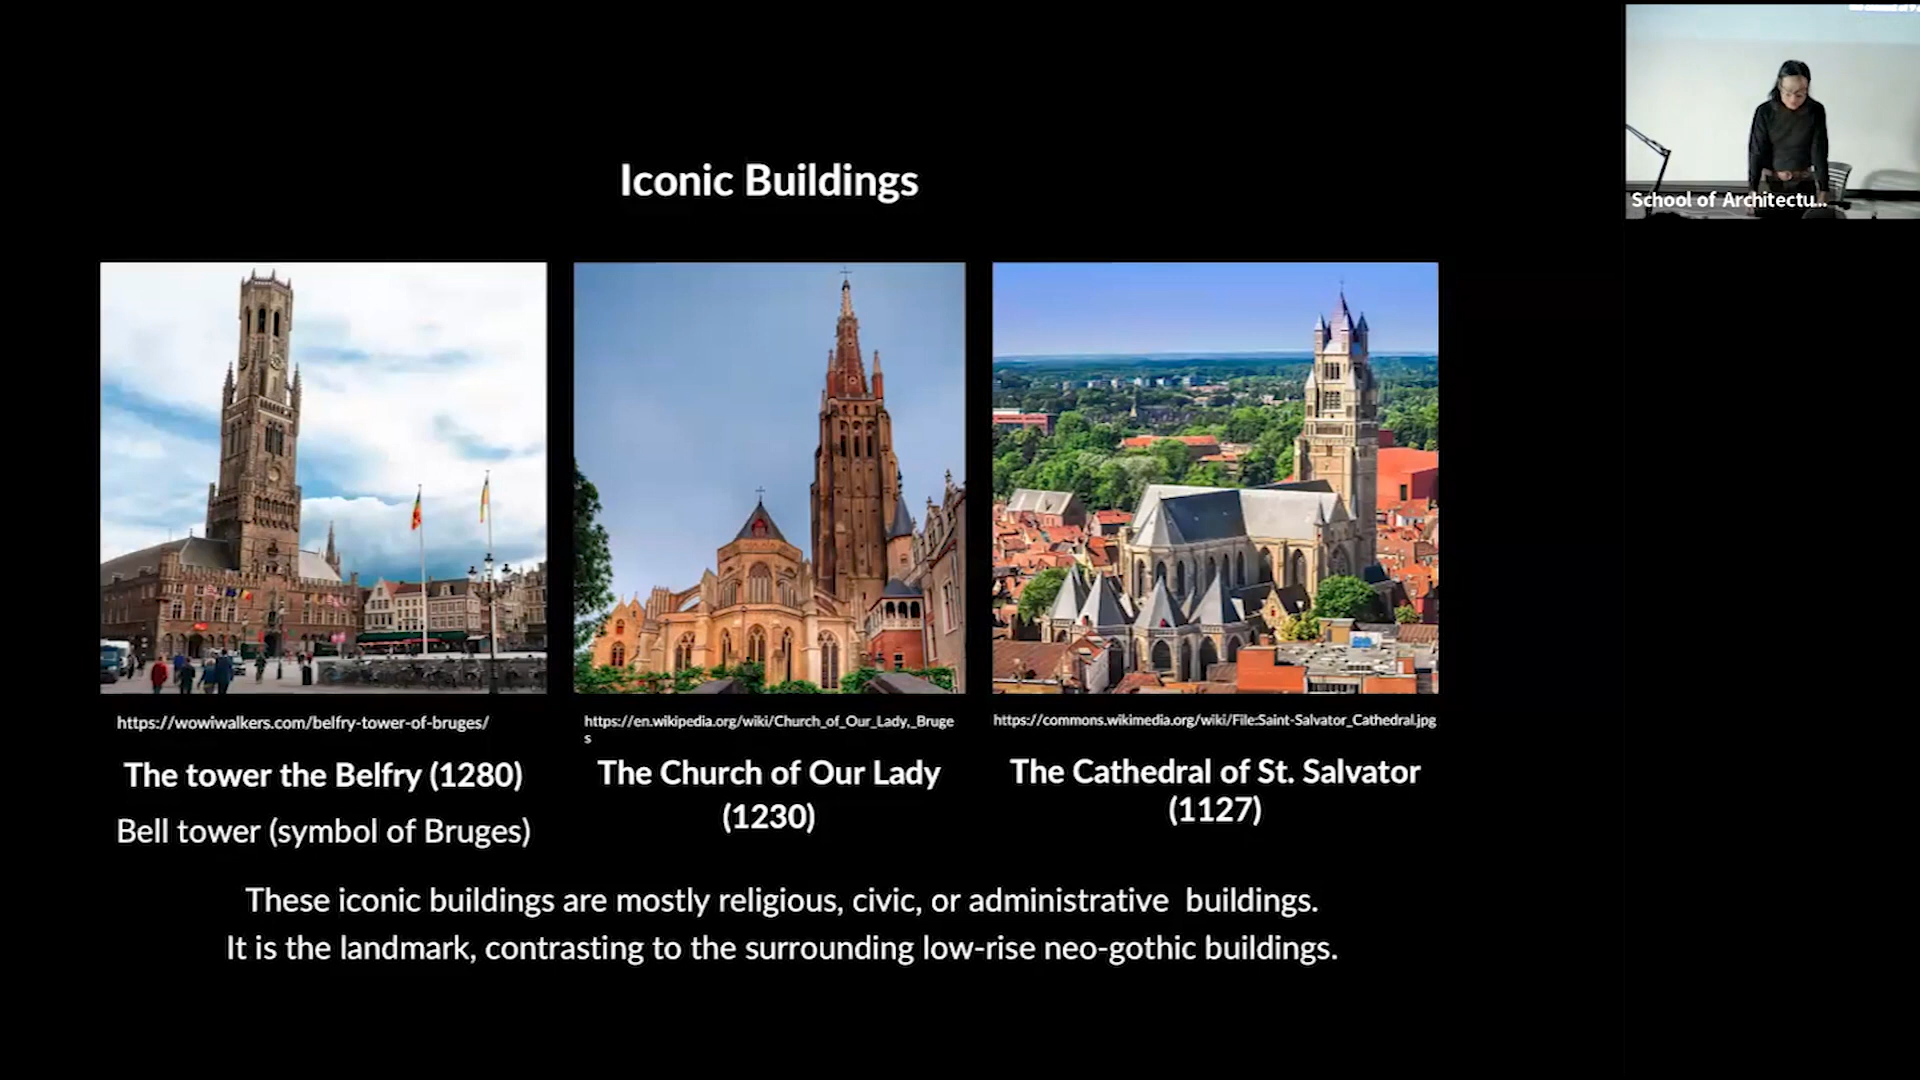 Iconic Buildings
School of Architectu...
https://wowiwalkers.com/belfry-tower-of-bruges/
https://en.wikipedia.org/wiki/Church_of_Our_Lady,_Bruge
s
https://commons.wikimedia.org/wiki/File:Saint-Salvator_Cathedral.jpg
The tower the Belfry (1280)
Bell tower (symbol of Bruges)
The Church of Our Lady
(1230)
The Cathedral of St. Salvator
(1127)
These iconic buildings are mostly religious, civic, or administrative  buildings.
It is the landmark, contrasting to the surrounding low-rise neo-gothic buildings.